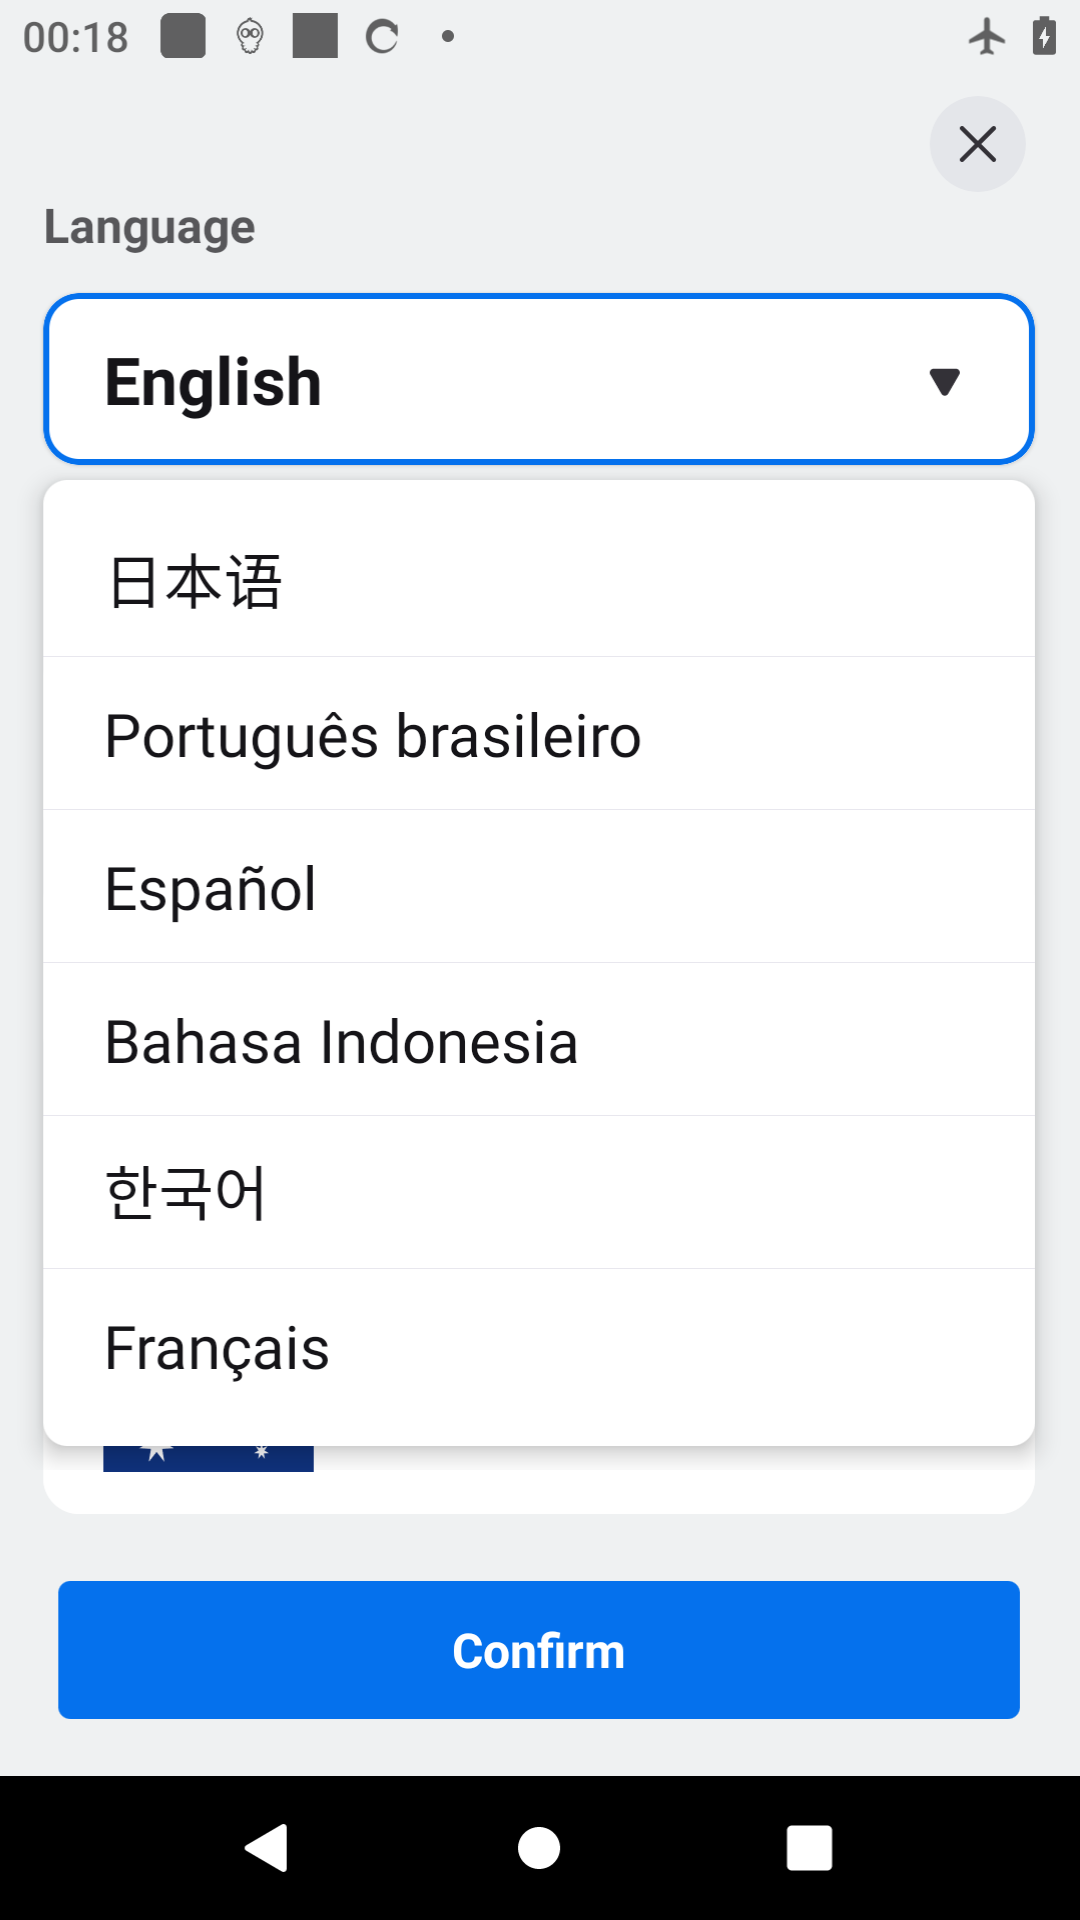 00:18
Language
English
日本语
Português brasileiro
Español
Bahasa Indonesia
한국어
Français
Confirm